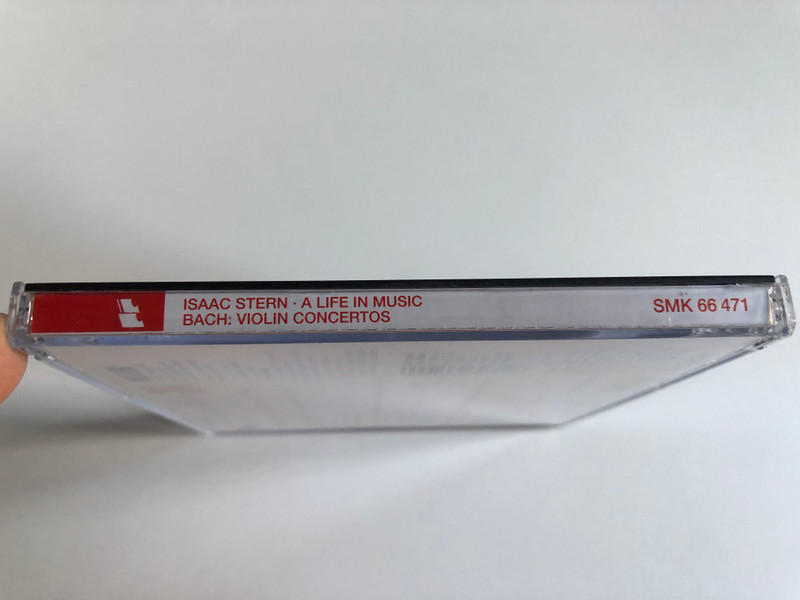 ISAAC STERN · A LIFE IN MUSIC
BACH: VIOLIN CONCERTOS
SMK 66 471